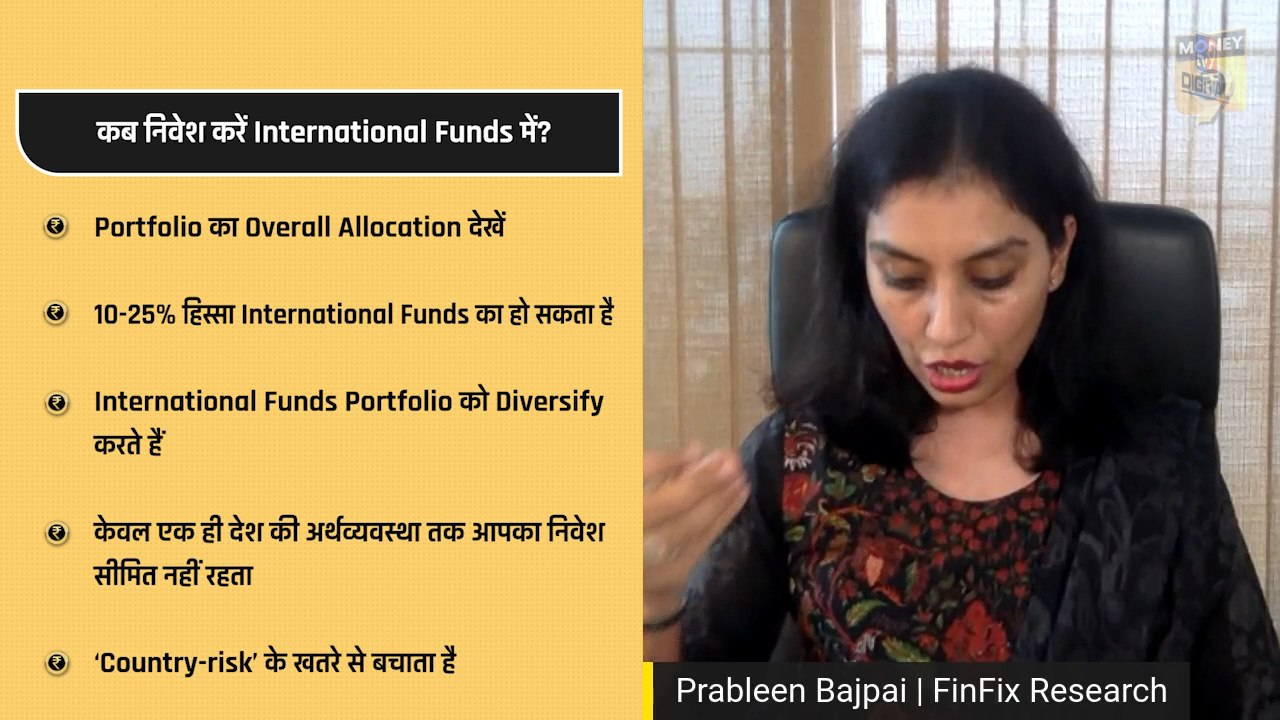 कब निवेश करें International Funds में?
Portfolio का Overall Allocation देखें
10-25% हिस्सा International Funds का हो सकता है
International Funds Portfolio को Diversify
करते हैं
केवल एक ही देश की अर्थव्यवस्था तक आपका निवेश
सीमित नहीं रहता
‘Country-risk’ के खतरे से बचाता है
MONEY
DIGITAL
Prableen Bajpai | FinFix Research